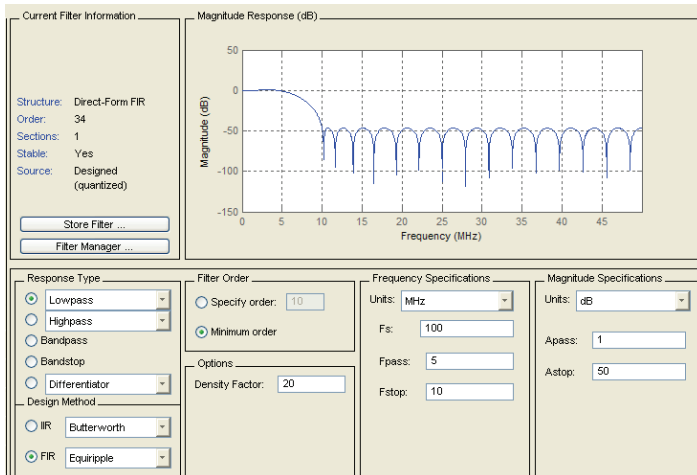 Current Filter Information
Structure: Direct-Form FIR
Order: 34
Sections: 1
Stable: Yes
Source: Designed
(quantized)
Store Filter ...
Filter Manager ...
Magnitude Response (dB)
50
0
-50
-100
-150
Magnitude (dB)
0 5 10 15 20 25 30 35 40 45
Frequency (MHz)
Response Type
Lowpass
Highpass
Bandpass
Bandstop
Differentiator
Design Method
IIR Butterworth
FIR Equiripple
Filter Order
Specify order: 10
Minimum order
Options
Density Factor: 20
Frequency Specifications
Units: MHz
Fs: 100
Fpass: 5
Fstop: 10
Magnitude Specifications
Units: dB
Apass: 1
Astop: 50